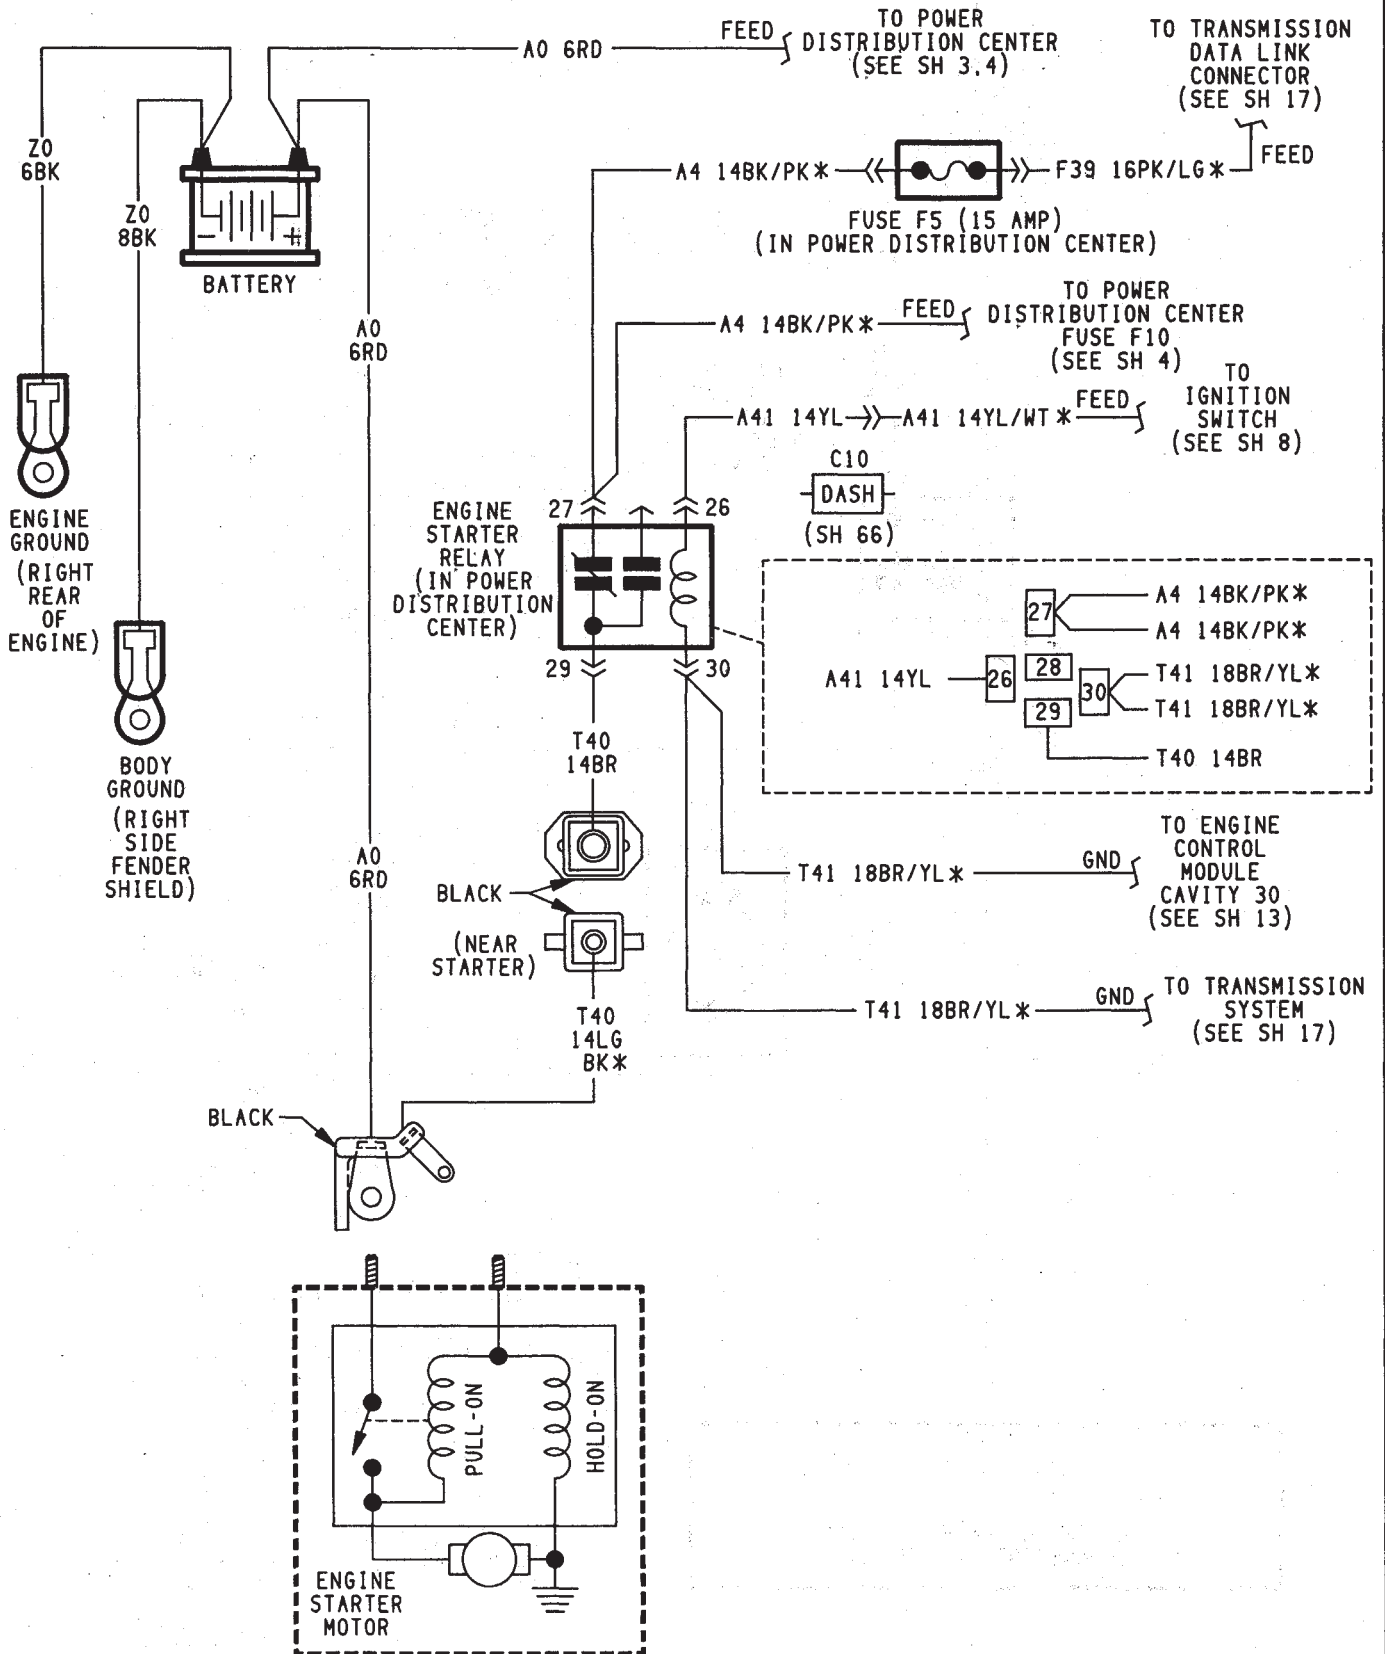 A0 6RD
FEED
TO POWER
DISTRIBUTION CENTER
(SEE SH 3,4)
TO TRANSMISSION
DATA LINK
CONNECTOR
(SEE SH 17)
FEED
Z0
6BK
Z0
8BK
- +
BATTERY
A4 14BK/PK*
F39 16PK/LG*
FUSE F5 (15 AMP)
(IN POWER DISTRIBUTION CENTER)
A0
6RD
A4 14BK/PK*
FEED
TO POWER
DISTRIBUTION CENTER
FUSE F10
(SEE SH 4)
A41 14YL
A41 14YL/WT*
FEED
TO
IGNITION
SWITCH
(SEE SH 8)
C10
DASH
(SH 66)
ENGINE
GROUND
(RIGHT
REAR
OF
ENGINE)
ENGINE
STARTER
RELAY
(IN POWER
DISTRIBUTION
CENTER)
27
26
29
30
27
A4 14BK/PK*
A4 14BK/PK*
A41 14YL
26
28
30
T41 18BR/YL*
T41 18BR/YL*
29
T40 14BR
BODY
GROUND
(RIGHT
SIDE
FENDER
SHIELD)
T40
14BR
A0
6RD
BLACK
(NEAR
STARTER)
T41 18BR/YL*
GND
TO ENGINE
CONTROL
MODULE
CAVITY 30
(SEE SH 13)
T41 18BR/YL*
GND
TO TRANSMISSION
SYSTEM
(SEE SH 17)
T40
14LG
BK*
BLACK
PULL-ON
HOLD-ON
ENGINE
STARTER
MOTOR